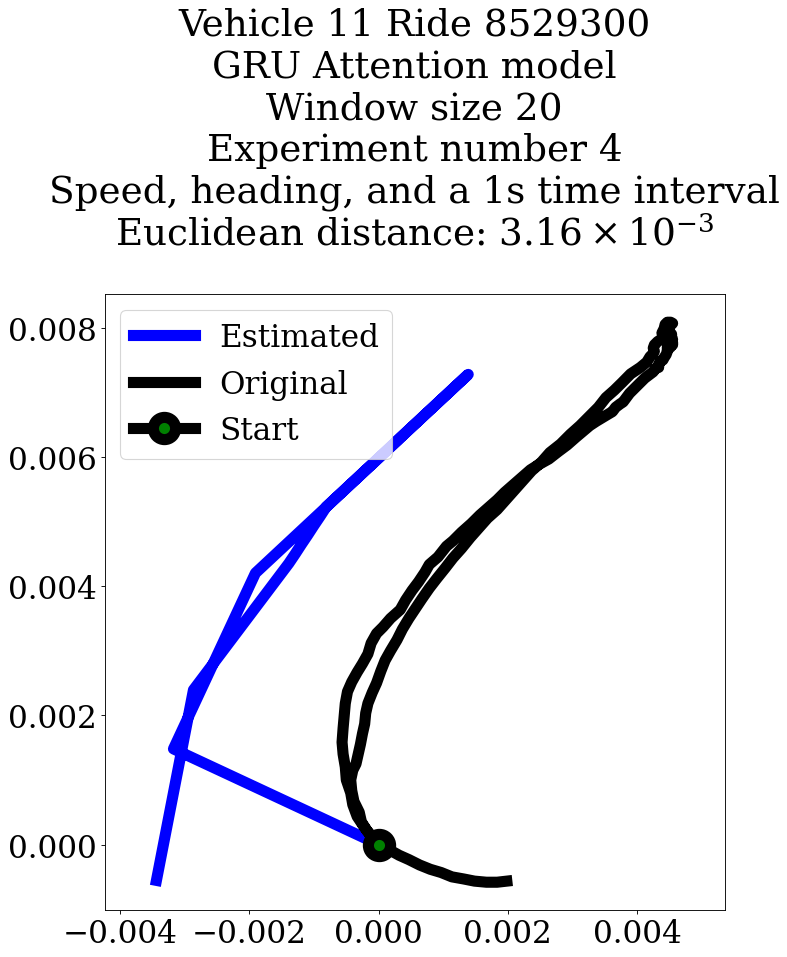 Vehicle 11 Ride 8529300
GRU Attention model
Window size 20
Experiment number 4
Speed, heading, and a 1s time interval
Euclidean distance: 3.16 × 10⁻³
Estimated
Original
Start
0.008
0.006
0.004
0.002
0.000
−0.004 −0.002 0.000 0.002 0.004